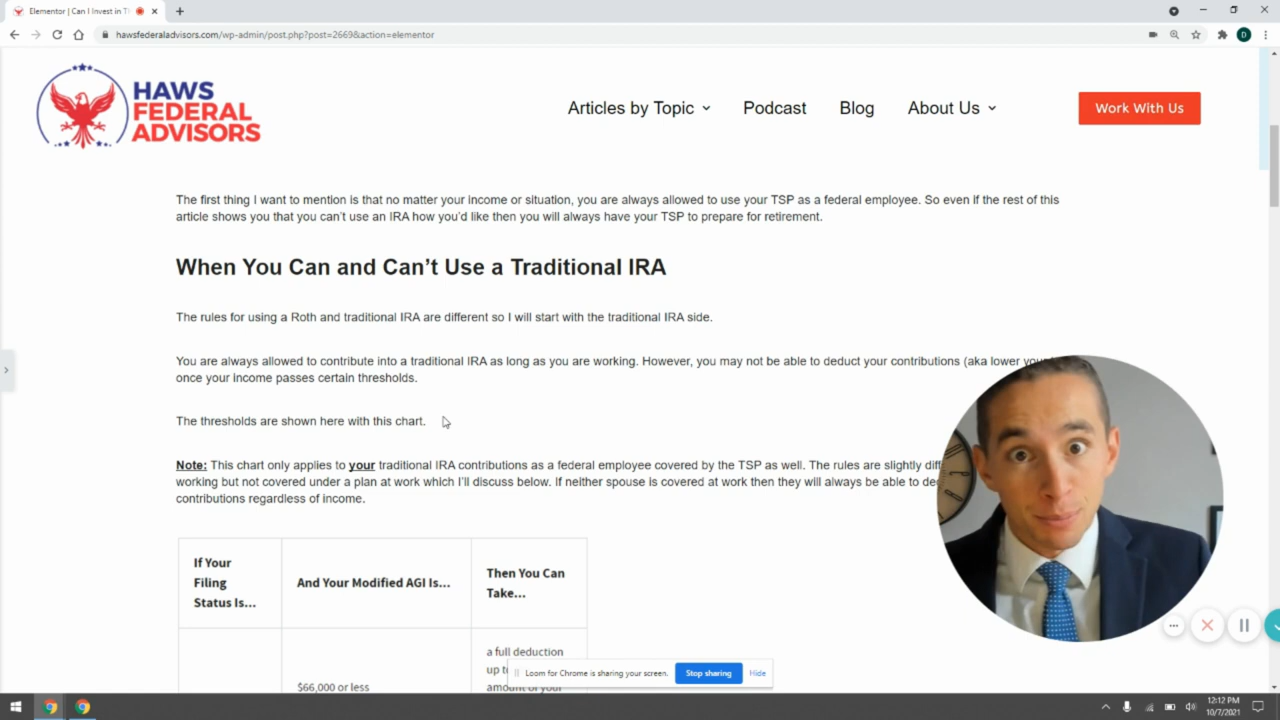 Elementor | Can I Invest in T
hawsfederaladvisors.com/wp-admin/post.php?post=2669&action=elementor
D
HAWS
FEDERAL
ADVISORS
Articles by Topic
Podcast
Blog
About Us
Work With Us
The first thing I want to mention is that no matter your income or situation, you are always allowed to use your TSP as a federal employee. So even if the rest of this
article shows you that you can't use an IRA how you'd like then you will always have your TSP to prepare for retirement.
When You Can and Can't Use a Traditional IRA
The rules for using a Roth and traditional IRA are different so I will start with the traditional IRA side.
You are always allowed to contribute into a traditional IRA as long as you are working. However, you may not be able to deduct your contributions (aka lower
once your income passes certain thresholds.
The thresholds are shown here with this chart.
Note: This chart only applies to your traditional IRA contributions as a federal employee covered by the TSP as well. The rules are slightly
working but not covered under a plan at work which I'll discuss below. If neither spouse is covered at work then they will always be able to
contributions regardless of income.
If Your
Filing
Status Is...
And Your Modified AGI Is...
Then You Can
Take...
a full deduction
$66,000 or less
Loom for Chrome is sharing your screen.
Stop sharing
Hide
12:12 PM
10/7/2021